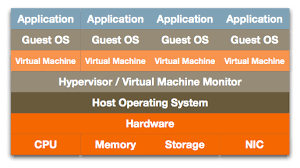 Application Application Application Application
Guest OS Guest OS Guest OS Guest OS
Virtual Machine Virtual Machine Virtual Machine Virtual Machine
Hypervisor / Virtual Machine Monitor
Host Operating System
Hardware
CPU Memory Storage NIC